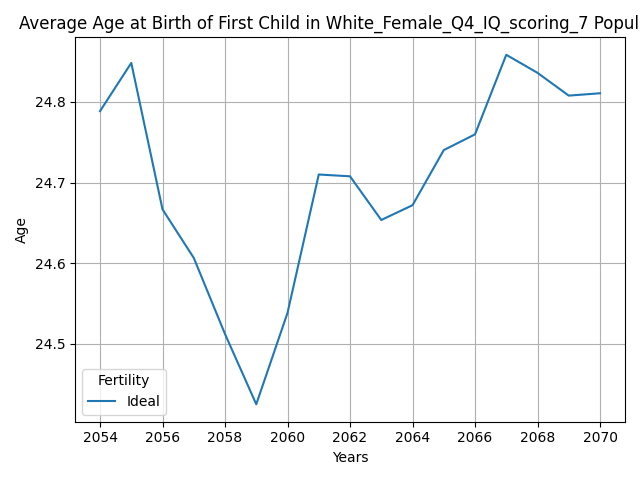 Average Age at Birth of First Child in White_Female_Q4_IQ_scoring_7 Popul
24.8
24.7
24.6
24.5
Age
Fertility
Ideal
2054 2056 2058 2060 2062 2064 2066 2068 2070
Years